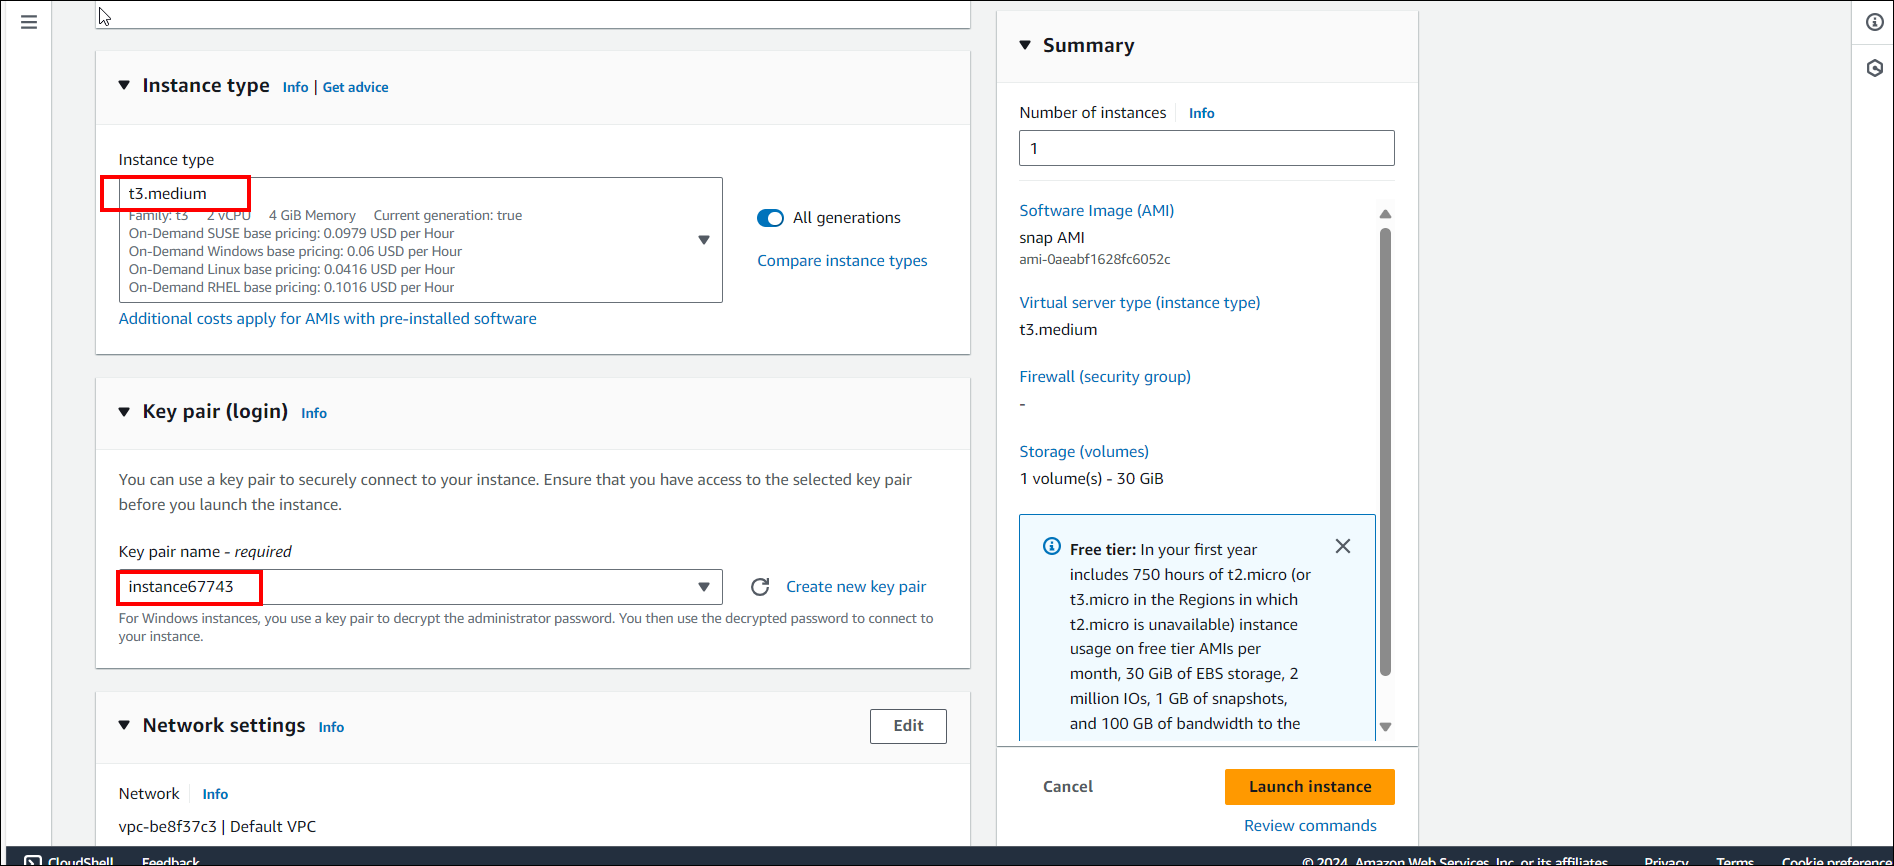 Instance type Info | Get advice
Instance type
t3.medium
Family: t3 2 vCPU 4 GiB Memory Current generation: true
On-Demand SUSE base pricing: 0.0979 USD per Hour
On-Demand Windows base pricing: 0.06 USD per Hour
On-Demand Linux base pricing: 0.0416 USD per Hour
On-Demand RHEL base pricing: 0.1016 USD per Hour
All generations
Compare instance types
Additional costs apply for AMIs with pre-installed software
Key pair (login) Info
You can use a key pair to securely connect to your instance. Ensure that you have access to the selected key pair
before you launch the instance.
Key pair name - required
instance67743
Create new key pair
For Windows instances, you use a key pair to decrypt the administrator password. You then use the decrypted password to connect to
your instance.
Network settings Info
Edit
Network Info
vpc-be8f37c3 | Default VPC
Summary
Number of instances Info
1
Software Image (AMI)
snap AMI
ami-0aeabf1628fc6052c
Virtual server type (instance type)
t3.medium
Firewall (security group)
-
Storage (volumes)
1 volume(s) - 30 GiB
Free tier: In your first year
includes 750 hours of t2.micro (or
t3.micro in the Regions in which
t2.micro is unavailable) instance
usage on free tier AMIs per
month, 30 GiB of EBS storage, 2
million IOs, 1 GB of snapshots,
and 100 GB of bandwidth to the
Cancel
Launch instance
Review commands
CloudShell Feedback
© 2024, Amazon Web Services, Inc. or its affiliates. Privacy Terms Cookie preference